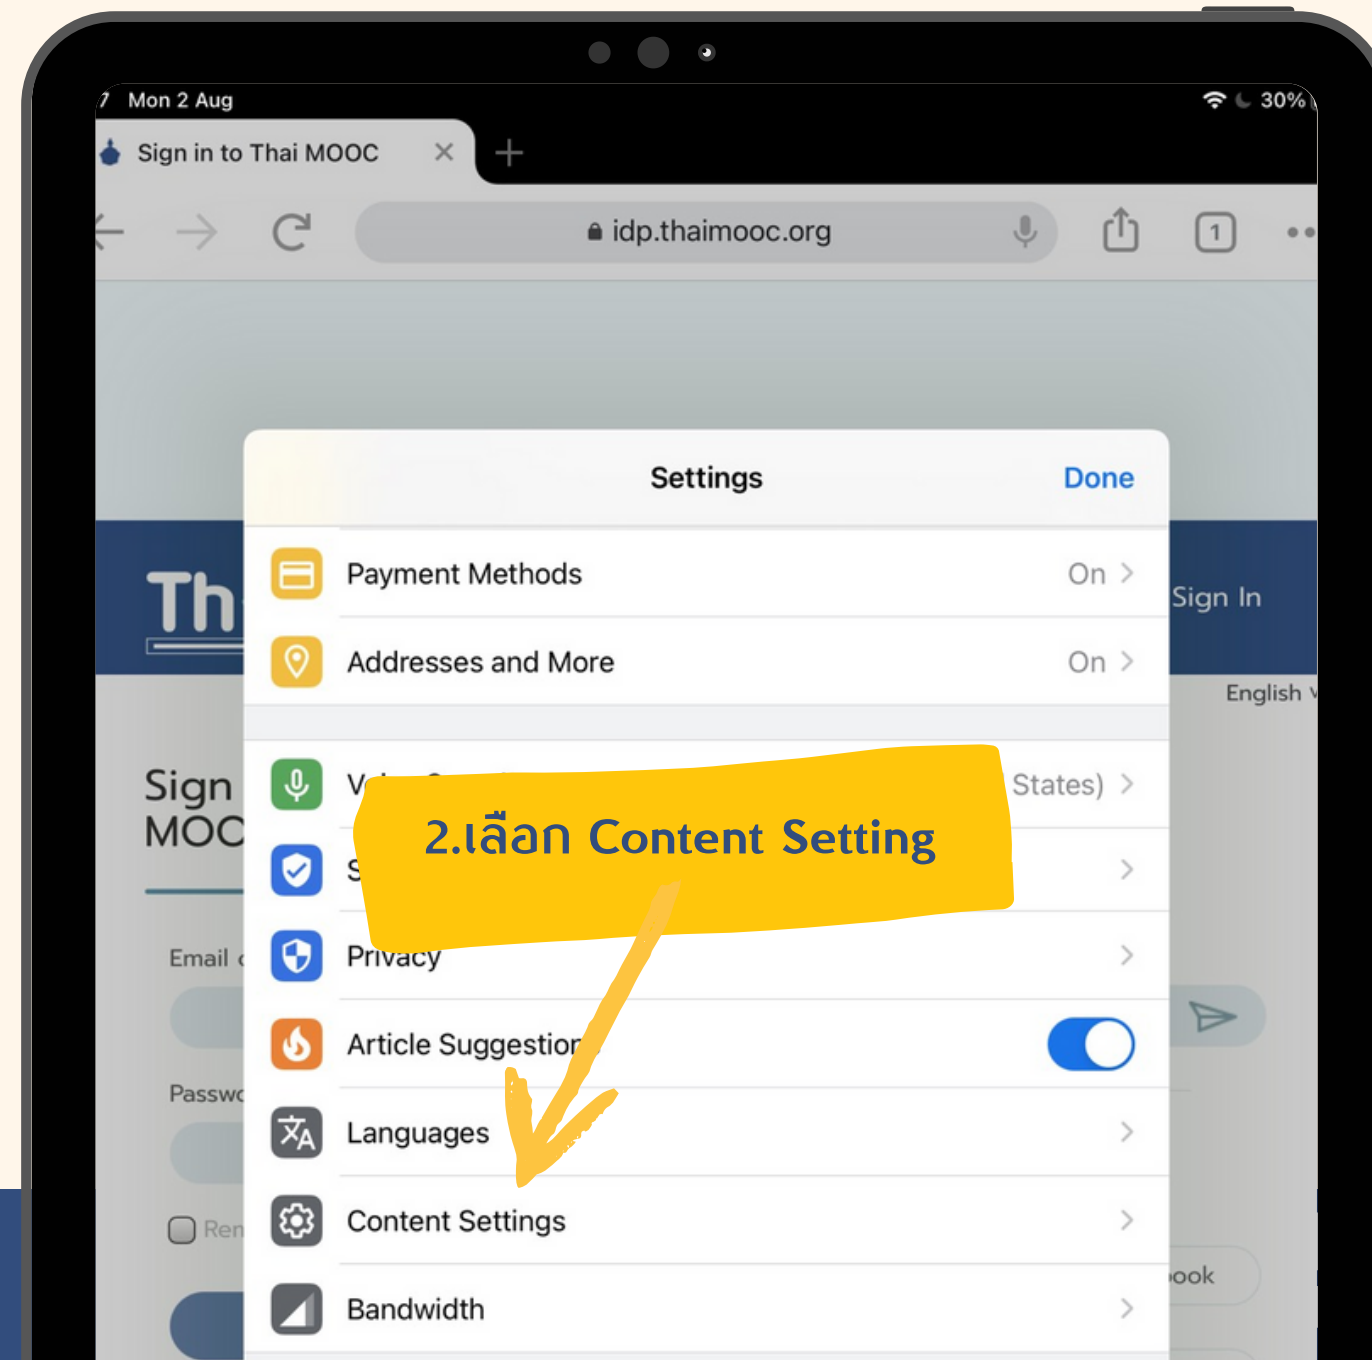 Mon 2 Aug
30%
Sign in to Thai MOOC
idp.thaimooc.org
1
Settings
Done
Payment Methods
On
Th
Sign In
Addresses and More
On
English
Sign
States)
MOC
2.เลือก Content Setting
Email
Privacy
Article Suggestion
Languages
Content Settings
Bandwidth